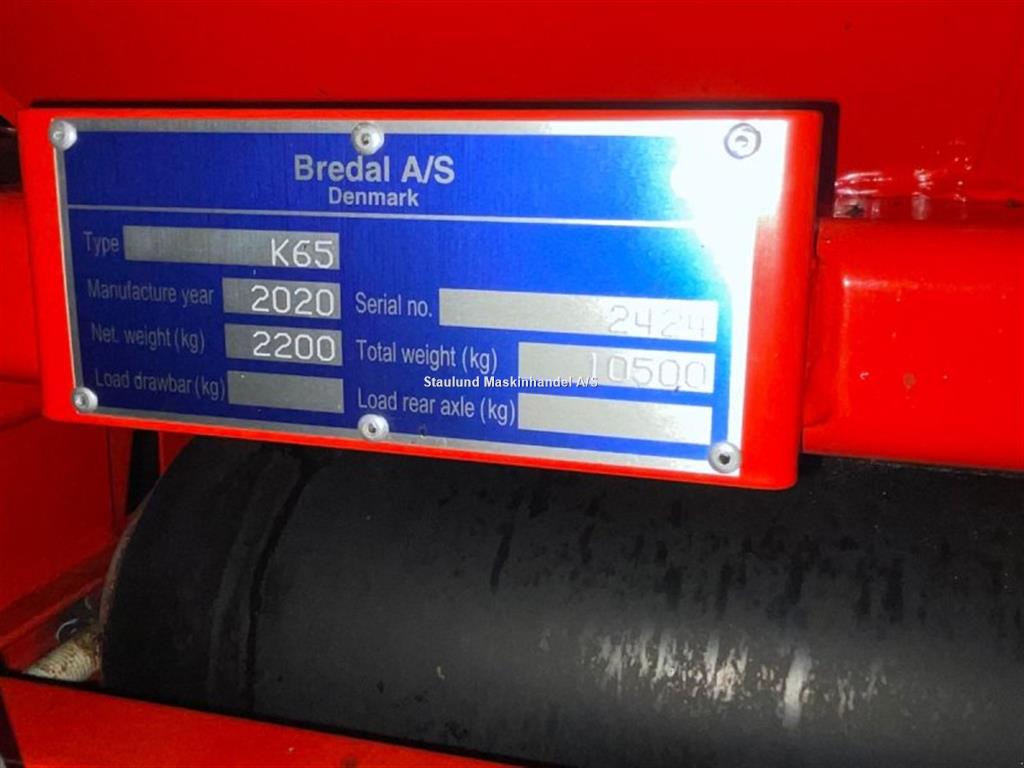 Bredal A/S
Denmark
Type K65
Manufacture year 2020 Serial no. 2424
Net. weight (kg) 2200 Total weight (kg) 10500
Load drawbar (kg) Load rear axle (kg)
Staulund Maskinhandel A/S